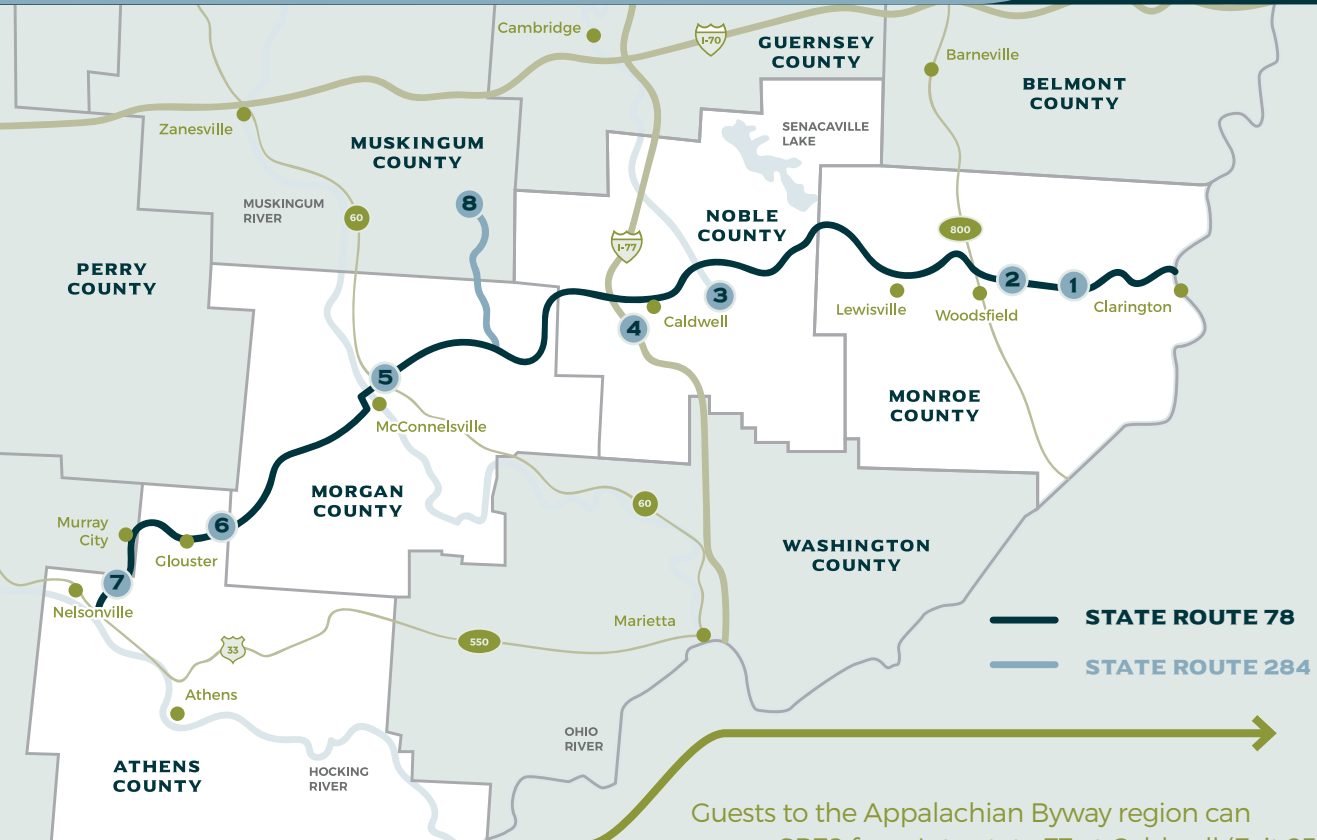 Cambridge
I-70
GUERNSEY
COUNTY
Barneville
BELMONT
COUNTY
Zanesville
MUSKINGUM
COUNTY
SENACAVILLE
LAKE
MUSKINGUM
RIVER
60
8
I-77
NOBLE
COUNTY
800
PERRY
COUNTY
2
1
3
Lewisville
Woodsfield
Clarington
4
Caldwell
5
McConnelsville
MONROE
COUNTY
MORGAN
COUNTY
60
Murray
City
6
Glouster
WASHINGTON
COUNTY
7
Nelsonville
Marietta
550
33
STATE ROUTE 78
STATE ROUTE 284
Athens
OHIO
RIVER
ATHENS
COUNTY
HOCKING
RIVER
Guests to the Appalachian Byway region can